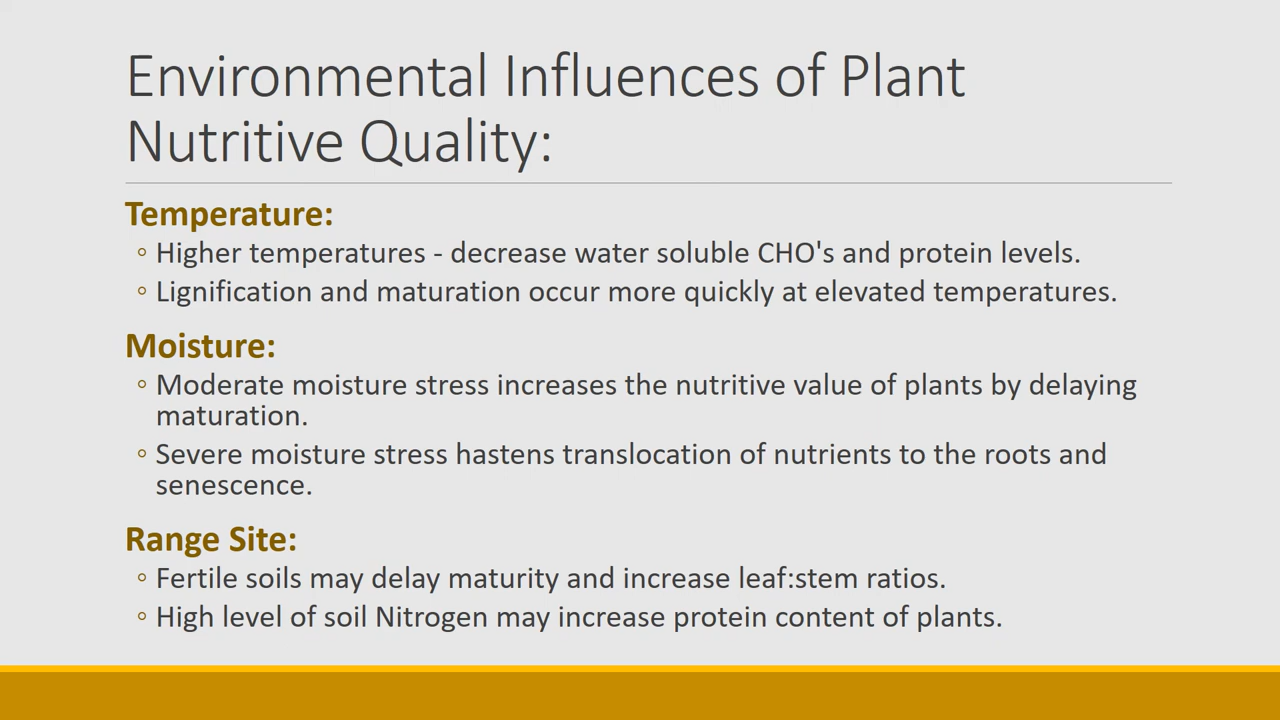 Environmental Influences of Plant
Nutritive Quality:
Temperature:
◦ Higher temperatures - decrease water soluble CHO's and protein levels.
◦ Lignification and maturation occur more quickly at elevated temperatures.
Moisture:
◦ Moderate moisture stress increases the nutritive value of plants by delaying
maturation.
◦ Severe moisture stress hastens translocation of nutrients to the roots and
senescence.
Range Site:
◦ Fertile soils may delay maturity and increase leaf:stem ratios.
◦ High level of soil Nitrogen may increase protein content of plants.